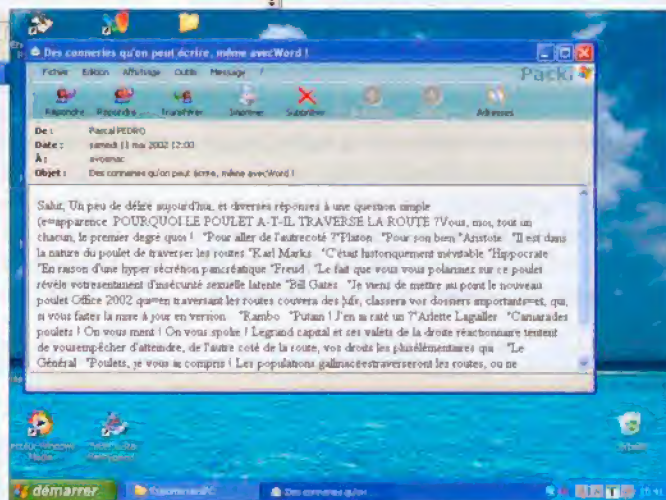 Des conneries qu'on peut écrire, même avec Word !
Fichier Edition Affichage Outils Message ?
Packi
Répondre Répondre ... Transférer Imprimer Supprimer Adresses
De : Pascal PEDRO
Date : samedi 11 mai 2002 12:00
À : avosmac
Objet : Des conneries qu'on peut écrire, même avec Word !
Salut, Un peu de délire aujourd'hui, et diverses réponses à une question simple
(e=apparence POURQUOI LE POULET A-T-IL TRAVERSE LA ROUTE ?Vous, moi, tout un
chacun, le premier degré quoi ! "Pour aller de l'autrecoté ?"Platon "Pour son bien "Aristote "Il est dans
la nature du poulet de traverser les routes "Karl Marks "C'était historiquement inévitable "Hippocrate
"En raison d'une hyper sécrétion pancréatique "Freud "Le fait que vous vous polarisiez sur ce poulet
révèle votresentiment d'insécurité sexuelle latente "Bill Gates "Je viens de mettre au point le nouveau
poulet Office 2002 qui=en traversant les routes couvera des œufs, classera vos dossiers importants=et, qui,
si vous faites la mise à jour en version "Rambo "Putain ! J'en ai raté un ?"Arlette Laguiller "Camarades
poulets ! On vous ment ! On vous spolie ! Legrand capital et ses valets de la droite réactionnaire tentent
de vousempêcher d'atteindre, de l'autre coté de la route, vos droits les plusélémentaires qui "Le
Général "Poulets, je vous ai compris ! Les populations gallinacéestraverseront les routes, ou ne
Windows
Media
démarrer
Des conneries qu'on ...